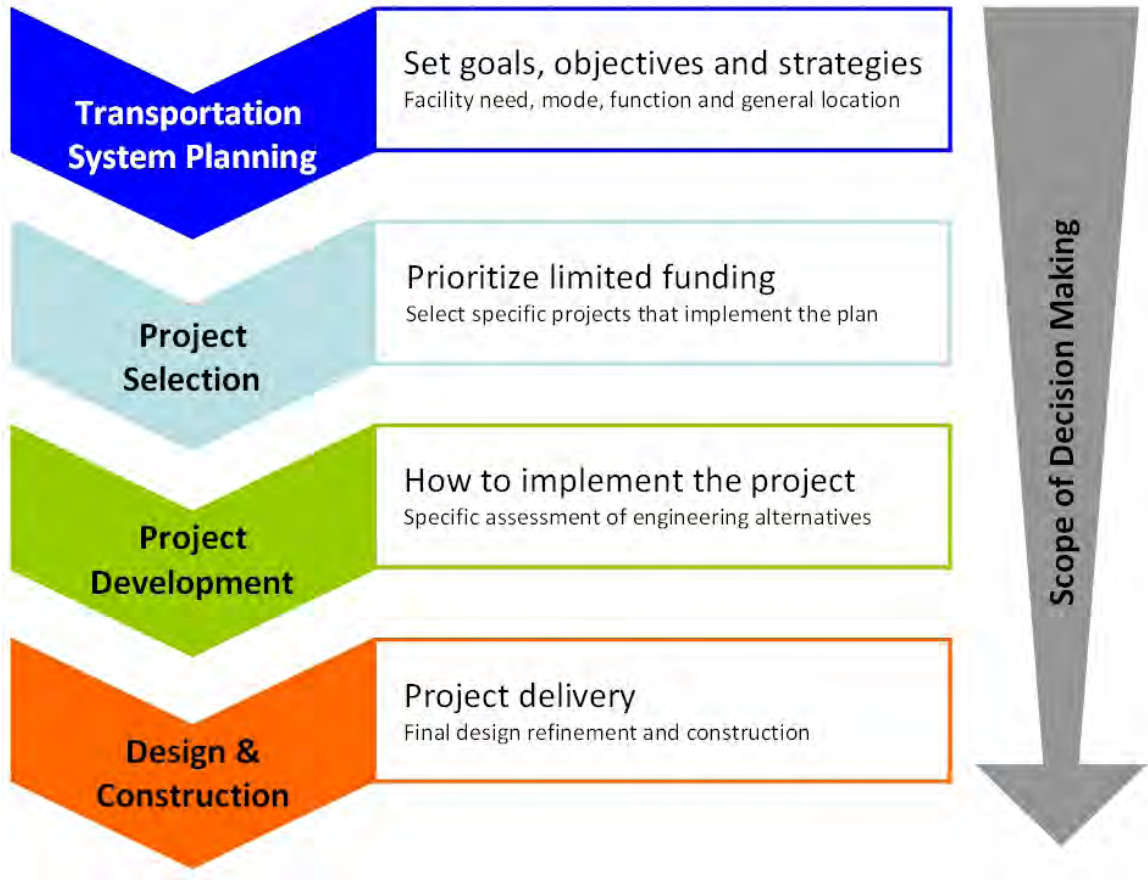 Transportation
System Planning
Set goals, objectives and strategies
Facility need, mode, function and general location
Project
Selection
Prioritize limited funding
Select specific projects that implement the plan
Project
Development
How to implement the project
Specific assessment of engineering alternatives
Design &
Construction
Project delivery
Final design refinement and construction
Scope of Decision Making